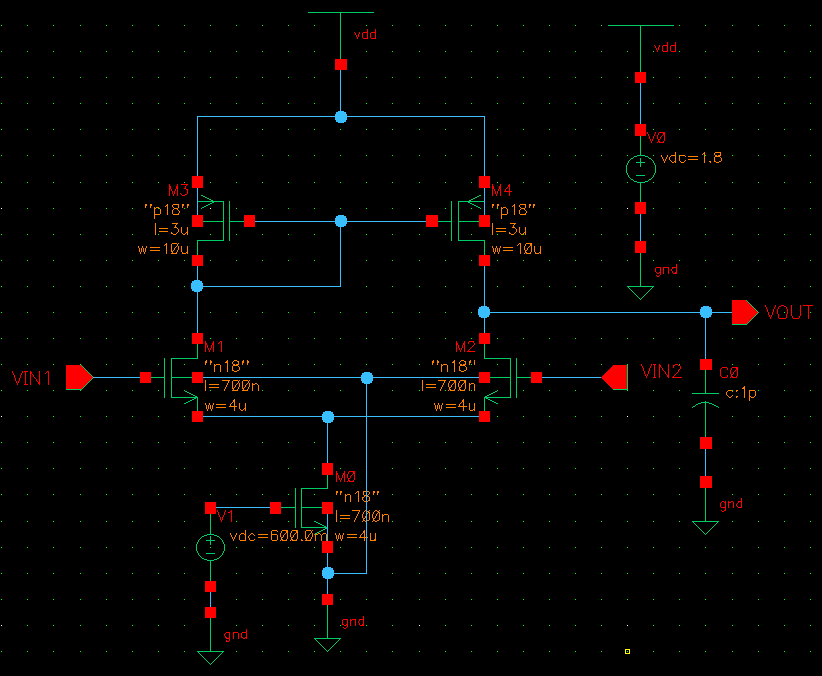 vdd
vdd
V0
vdc=1.8
M3
"p18"
l=3u
w=10u
M4
"p18"
l=3u
w=10u
gnd
VOUT
M1
"n18"
l=700n
w=4u
M2
"n18"
l=700n
w=4u
VIN1
VIN2
C0
c:1p
M0
"n18"
l=700n
w=4u
V1
vdc=600.0m
gnd
gnd
gnd